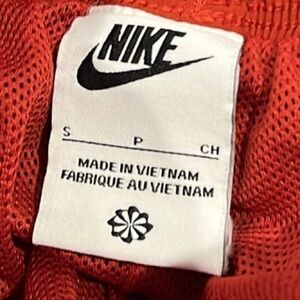 NIKE
S P CH
MADE IN VIETNAM
FABRIQUE AU VIETNAM